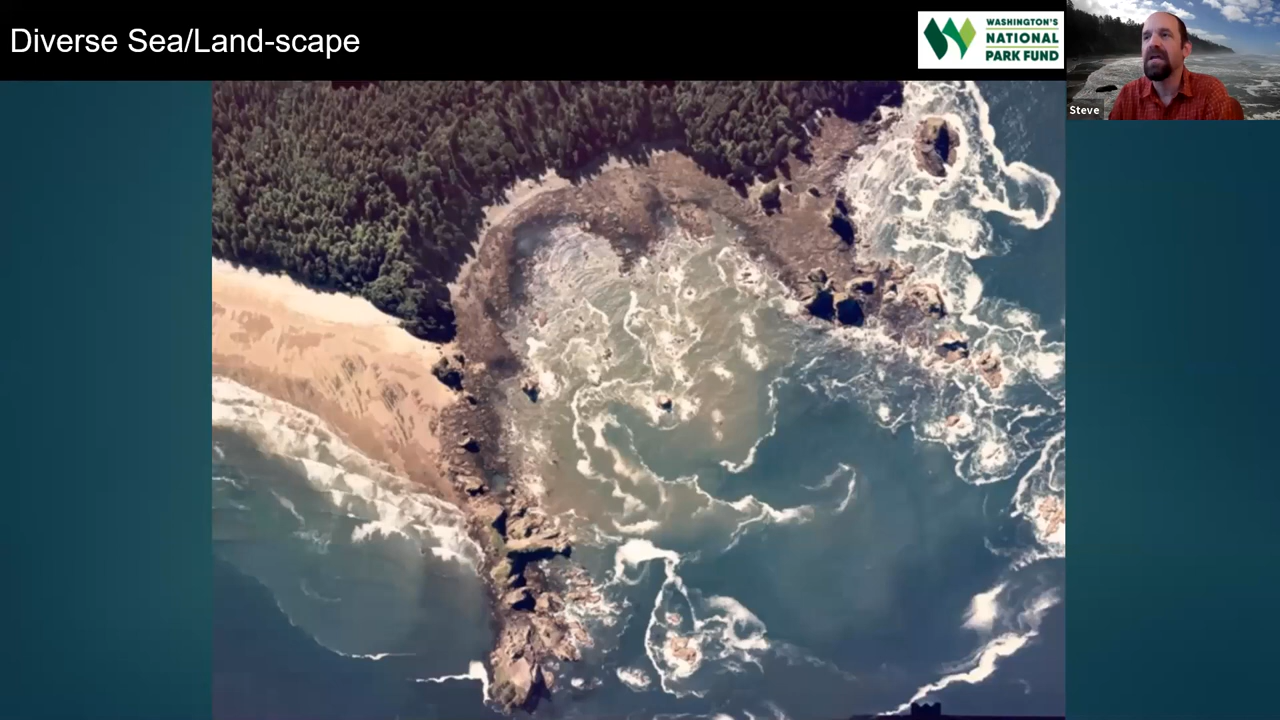 Diverse Sea/Land-scape
WASHINGTON'S
NATIONAL
PARK FUND
Steve